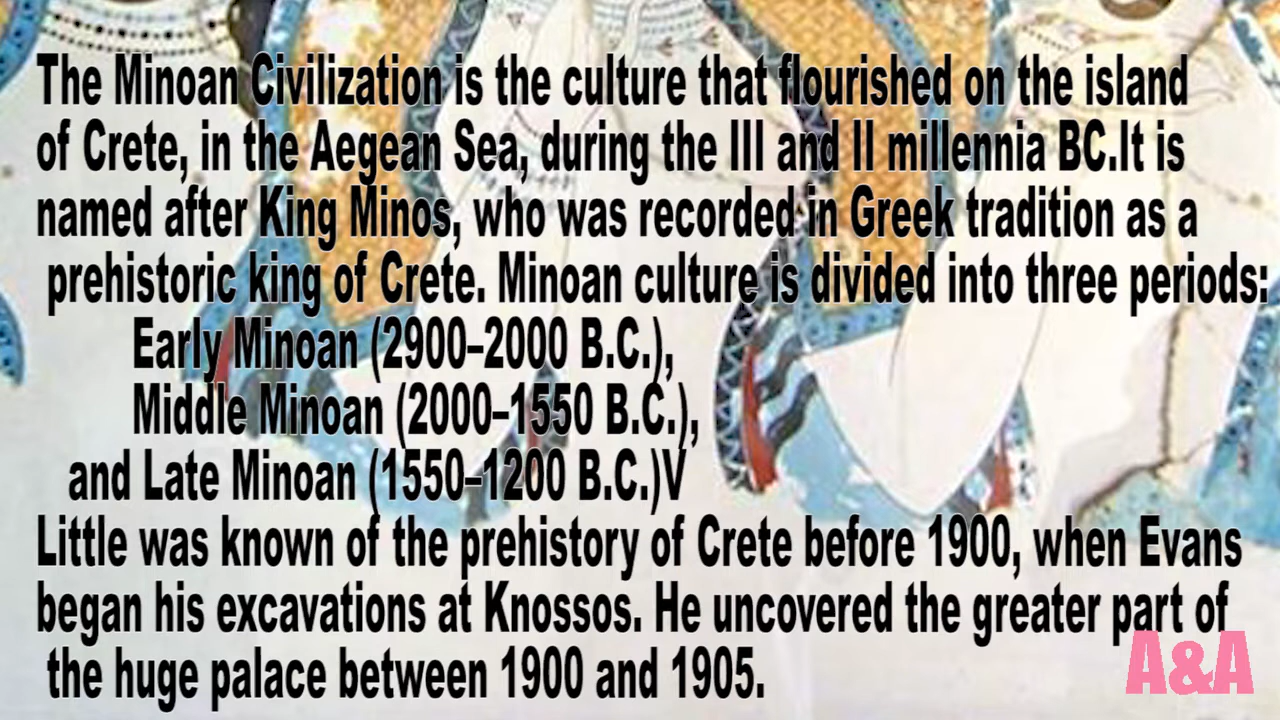 The Minoan Civilization is the culture that flourished on the island
of Crete, in the Aegean Sea, during the III and II millennia BC.It is
named after King Minos, who was recorded in Greek tradition as a
prehistoric king of Crete. Minoan culture is divided into three periods:
Early Minoan (2900–2000 B.C.),
Middle Minoan (2000–1550 B.C.),
and Late Minoan (1550–1200 B.C.)V
Little was known of the prehistory of Crete before 1900, when Evans
began his excavations at Knossos. He uncovered the greater part of
the huge palace between 1900 and 1905.
A&A